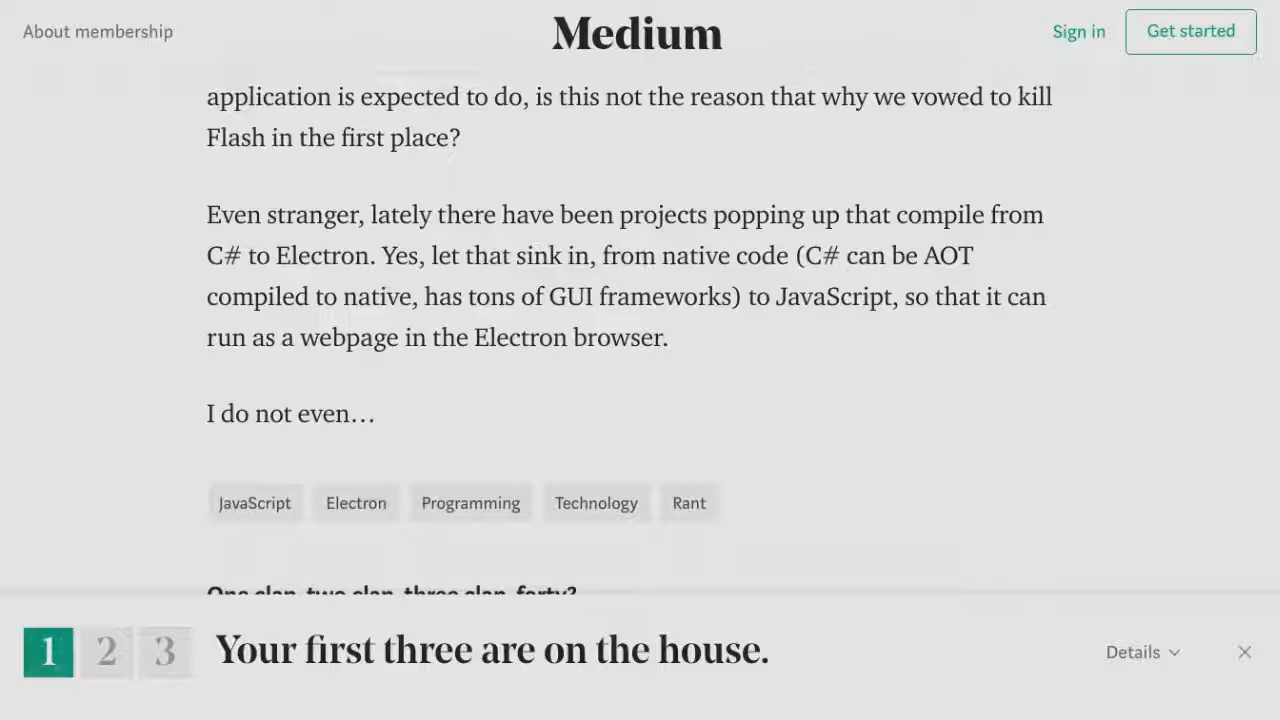 About membership
Medium
Sign in
Get started
application is expected to do, is this not the reason that why we vowed to kill
Flash in the first place?
Even stranger, lately there have been projects popping up that compile from
C# to Electron. Yes, let that sink in, from native code (C# can be AOT
compiled to native, has tons of GUI frameworks) to JavaScript, so that it can
run as a webpage in the Electron browser.
I do not even…
JavaScript
Electron
Programming
Technology
Rant
One clap, two clap, three clap, forty?
1 2 3
Your first three are on the house.
Details